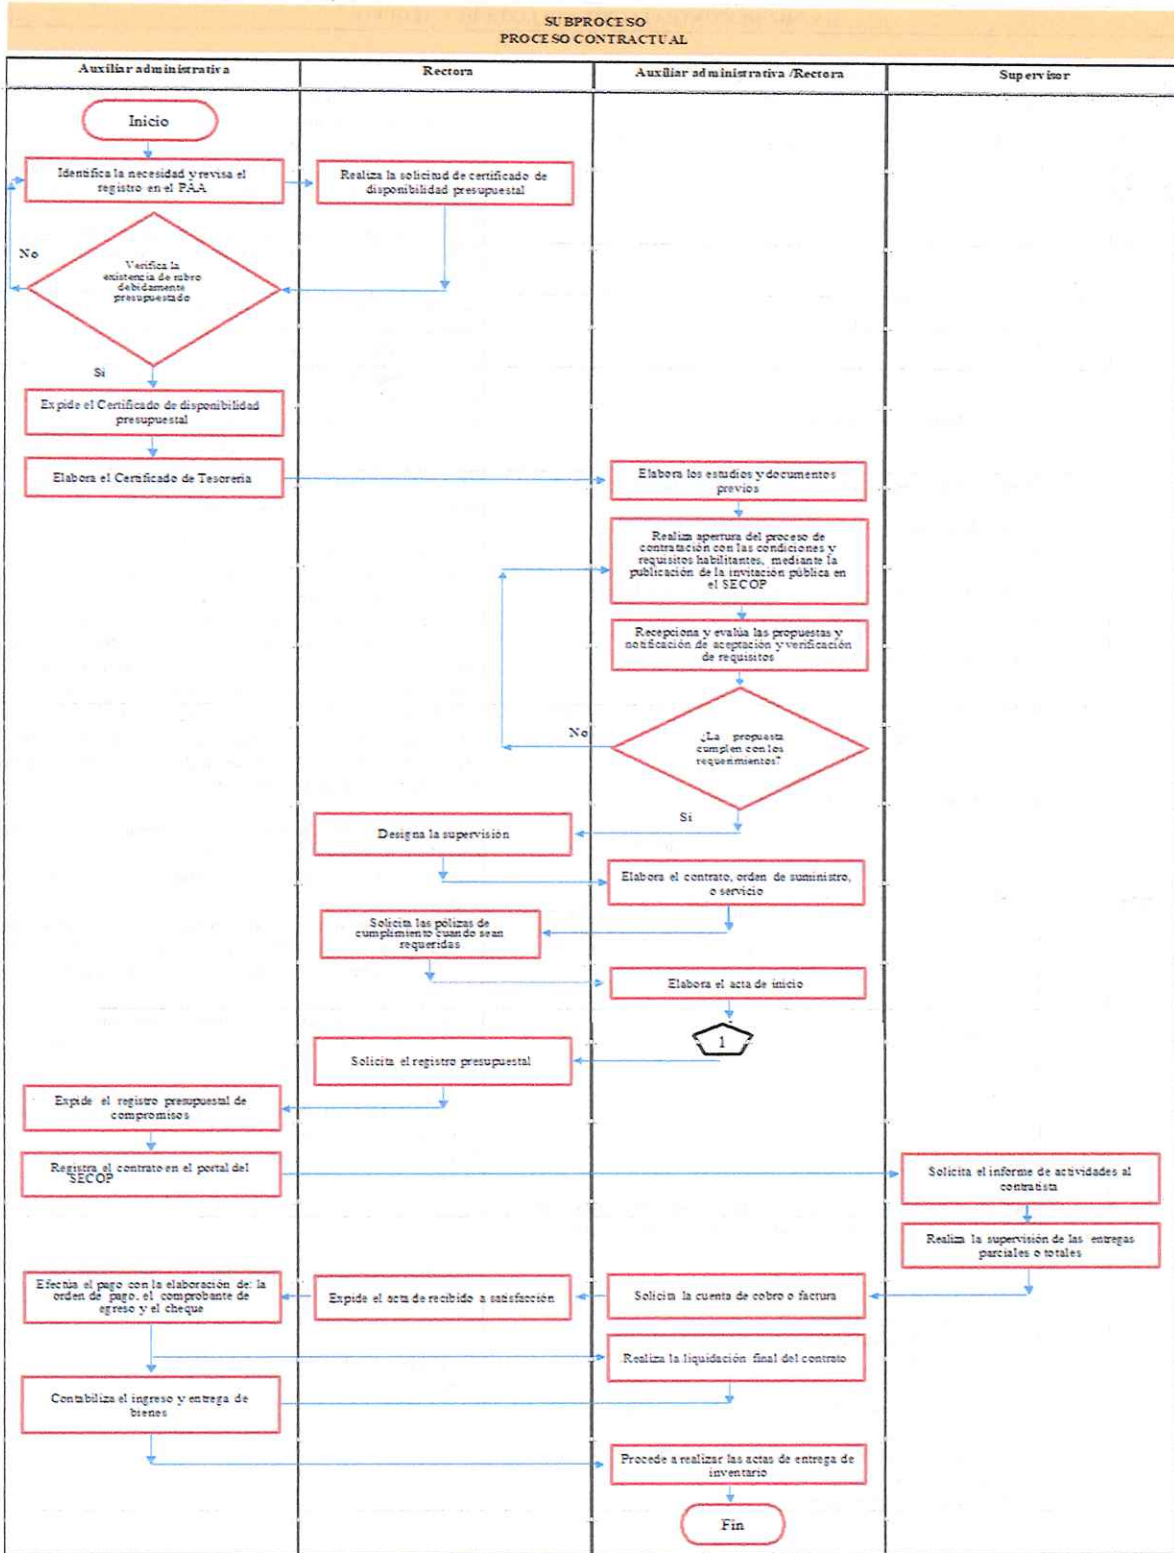 SUBPROCESO
PROCESO CONTRACTUAL
Auxiliar administrativa
Rectora
Auxiliar administrativa /Rectora
Supervisor
Inicio
Identifica la necesidad y revisa el
registro en el PAA
Realiza la solicitud de certificado de
disponibilidad presupuestal
No
Verifica la
existencia de rubro
debidamente
presupuestado
Si
Expide el Certificado de disponibilidad
presupuestal
Elabora el Certificado de Tesoreria
Elabora los estudios y documentos
previos
Realiza apertura del proceso de
contratación con las condiciones y
requisitos habilitantes, mediante la
publicación de la invitación pública en
el SECOP
Recepciona y evalúa las propuestas y
notificación de aceptación y verificación
de requisitos
No
¿La propuesta
cumplen con los
requerimientos?
Si
Designa la supervisión
Elabora el contrato, orden de suministro,
o servicio
Solicita las pólizas de
cumplimiento cuando sean
requeridas
Elabora el acta de inicio
1
Solicita el registro presupuestal
Expide el registro presupuestal de
compromisos
Registra el contrato en el portal del
SECOP
Solicita el informe de actividades al
contratista
Realiza la supervisión de las entregas
parciales o totales
Efectúa el pago con la elaboración de: la
orden de pago, el comprobante de
egreso y el cheque
Expide el acta de recibido a satisfacción
Solicita la cuenta de cobro o factura
Realiza la liquidación final del contrato
Contabiliza el ingreso y entrega de
bienes
Procede a realizar las actas de entrega de
inventario
Fin